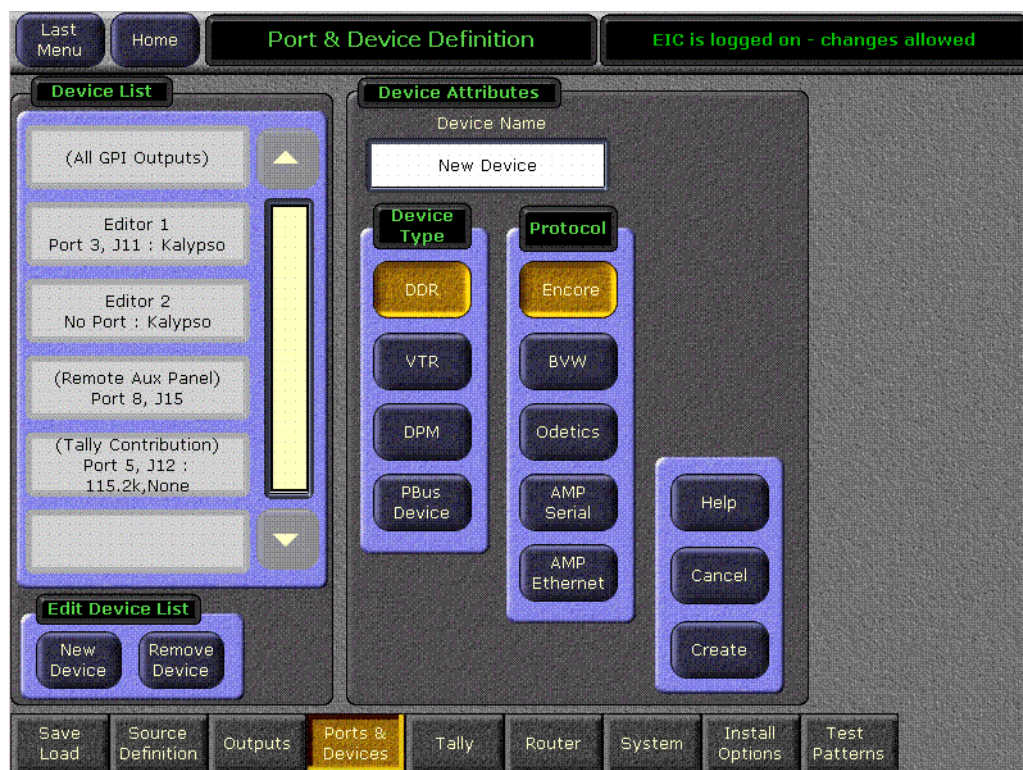 Last
Menu
Home
Port & Device Definition
EIC is logged on - changes allowed
Device List
(All GPI Outputs)
Editor 1
Port 3, J11 : Kalypso
Editor 2
No Port : Kalypso
(Remote Aux Panel)
Port 8, J15
(Tally Contribution)
Port 5, J12 :
115.2k,None
Edit Device List
New
Device
Remove
Device
Device Attributes
Device Name
New Device
Device
Type
DDR
VTR
DPM
PBus
Device
Protocol
Encore
BVW
Odetics
AMP
Serial
AMP
Ethernet
Help
Cancel
Create
Save
Load
Source
Definition
Outputs
Ports &
Devices
Tally
Router
System
Install
Options
Test
Patterns